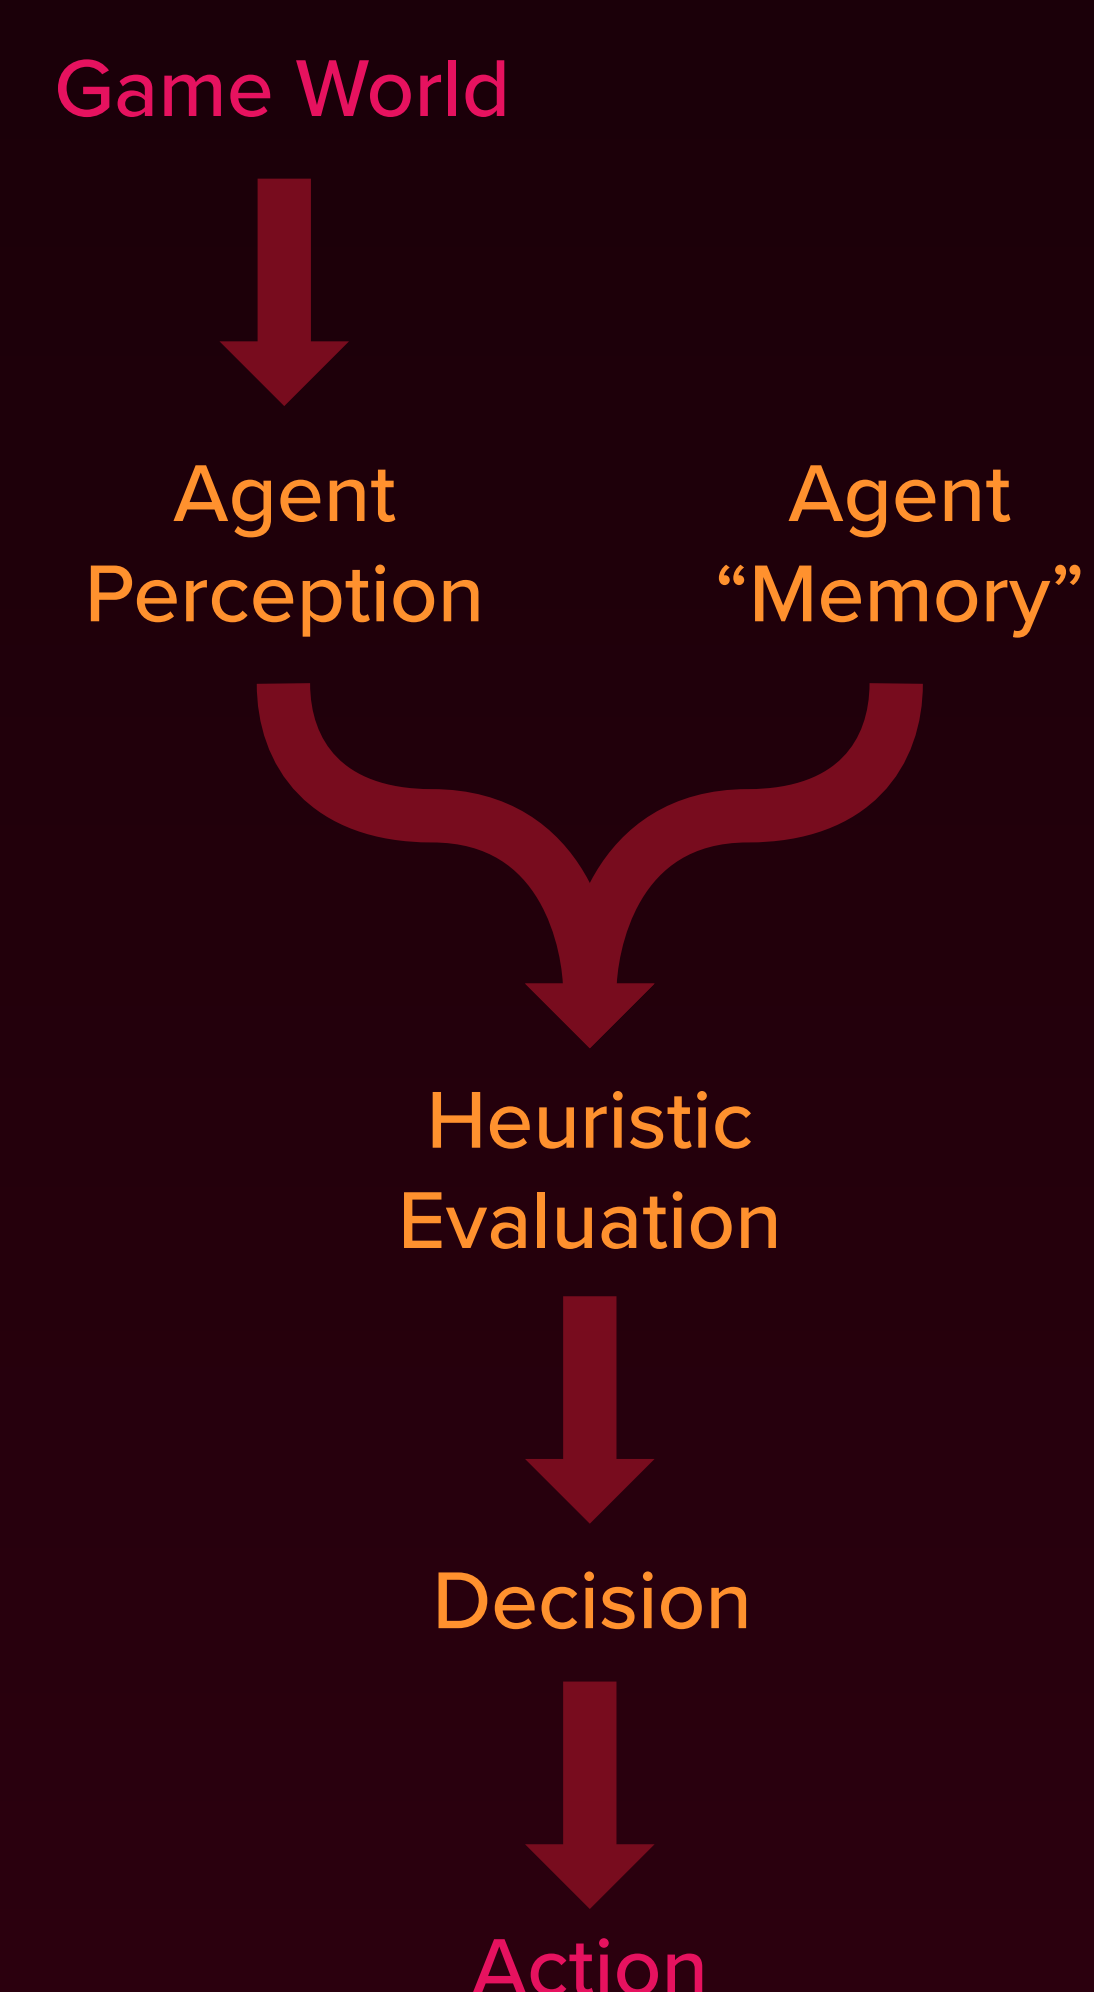 Game World
Agent
Perception
Agent
“Memory”
Heuristic
Evaluation
Decision
Action